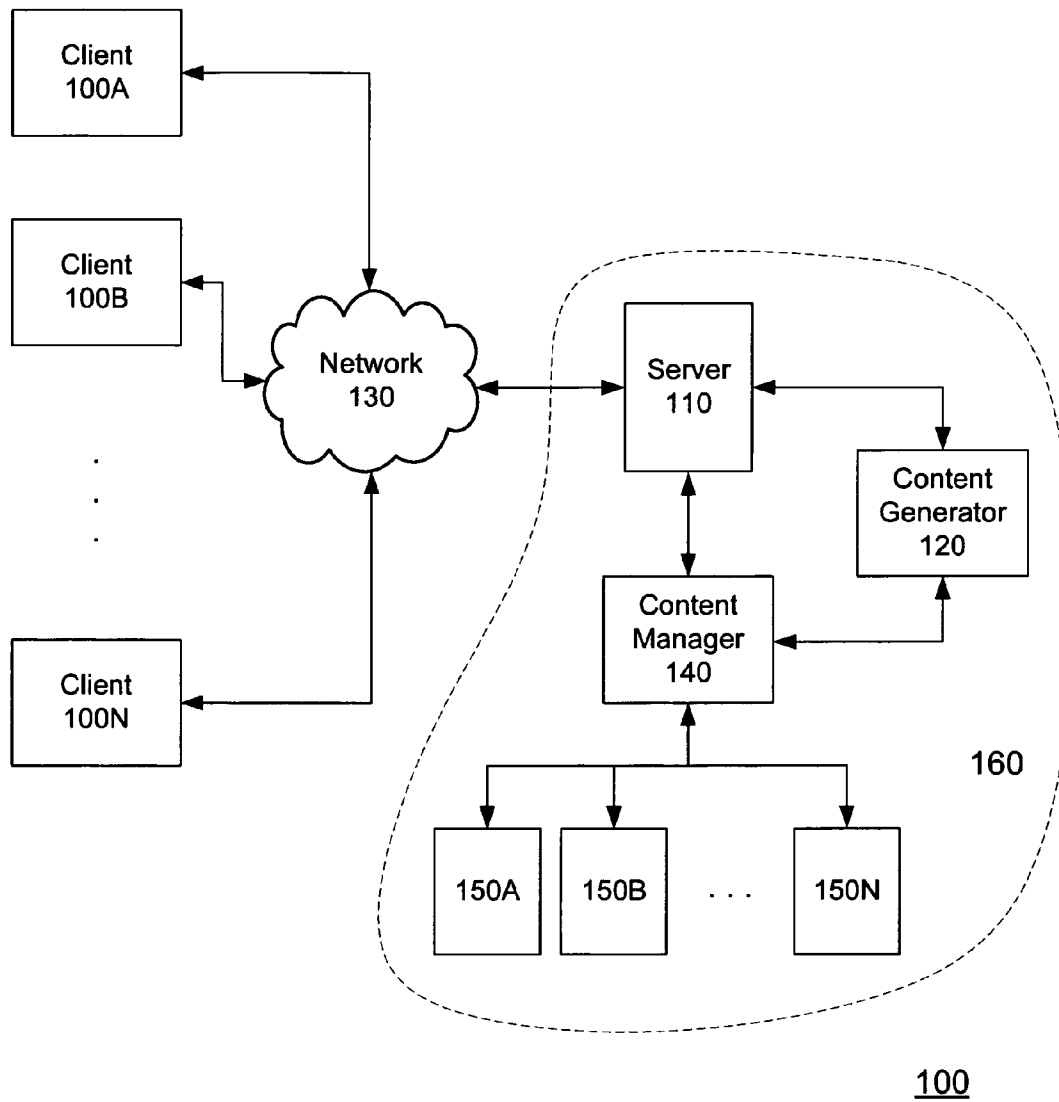 Client
100A
Client
100B
Network
130
Server
110
Content
Generator
120
.
.
.
Content
Manager
140
Client
100N
160
150A
150B
. . .
150N
100